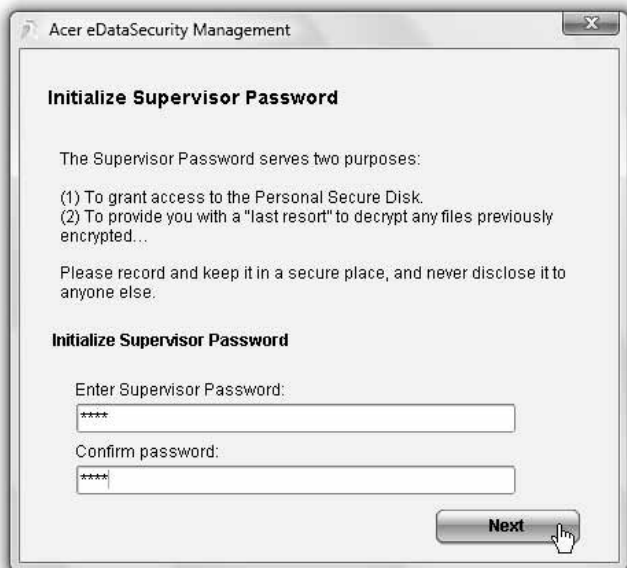 Acer eDataSecurity Management
X
Initialize Supervisor Password
The Supervisor Password serves two purposes:
(1) To grant access to the Personal Secure Disk.
(2) To provide you with a "last resort" to decrypt any files previously
encrypted...
Please record and keep it in a secure place, and never disclose it to
anyone else.
Initialize Supervisor Password
Enter Supervisor Password:
****
Confirm password:
****
Next